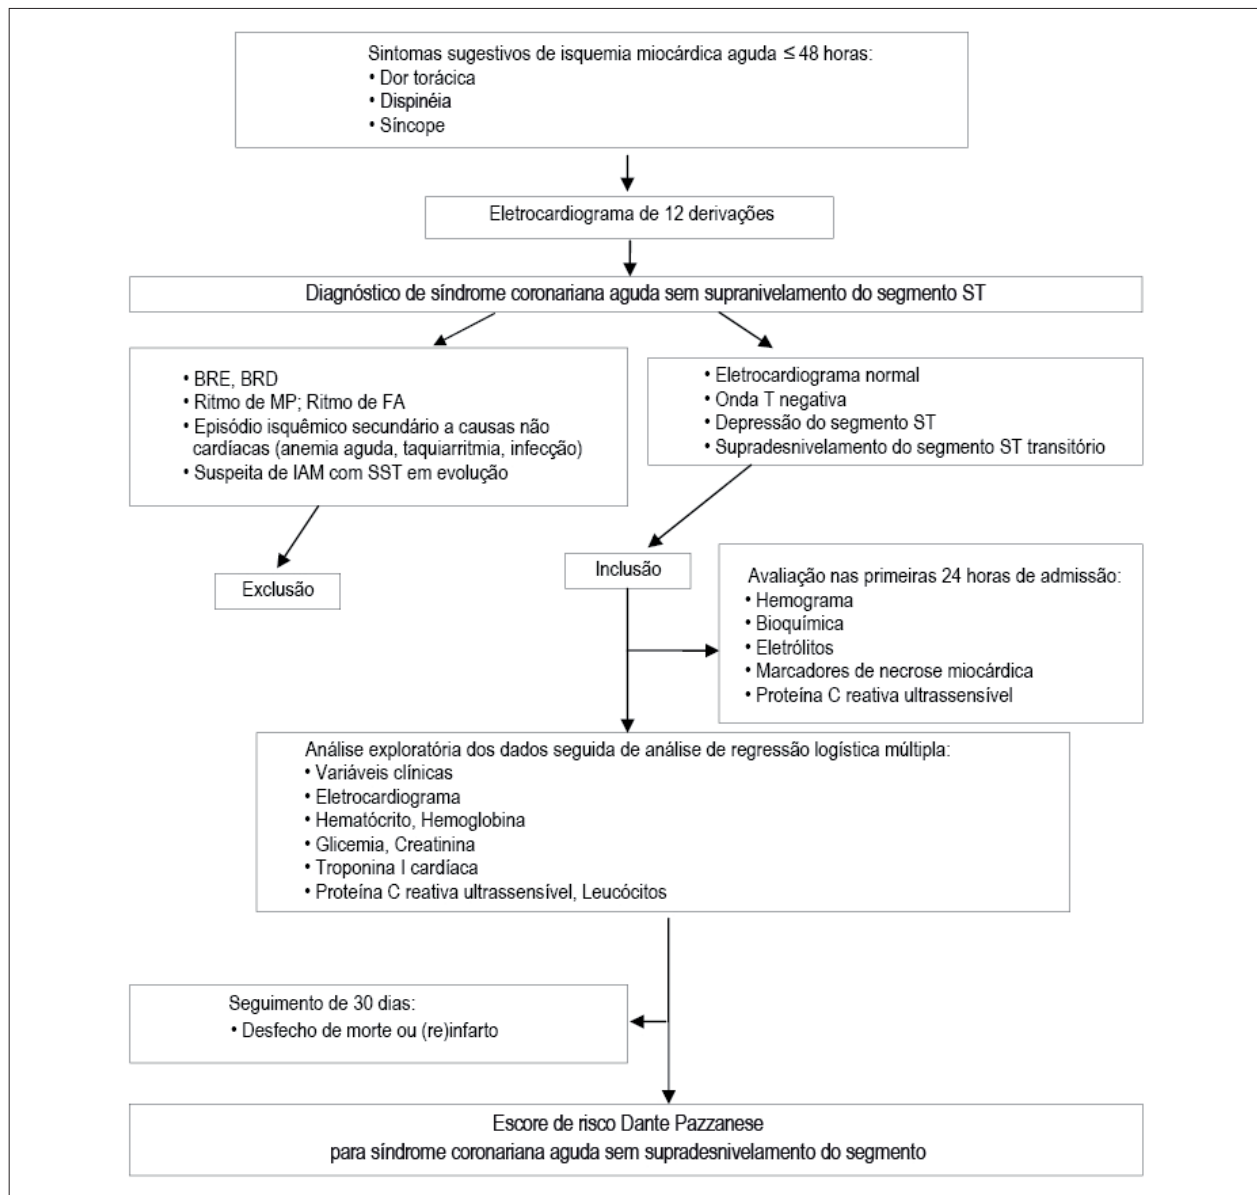 Sintomas sugestivos de isquemia miocárdica aguda ≤ 48 horas:
• Dor torácica
• Dispinéia
• Síncope
Eletrocardiograma de 12 derivações
Diagnóstico de síndrome coronariana aguda sem supranivelamento do segmento ST
• BRE, BRD
• Ritmo de MP; Ritmo de FA
• Episódio isquêmico secundário a causas não
cardíacas (anemia aguda, taquiarritmia, infecção)
• Suspeita de IAM com SST em evolução
• Eletrocardiograma normal
• Onda T negativa
• Depressão do segmento ST
• Supradesnivelamento do segmento ST transitório
Exclusão
Inclusão
Avaliação nas primeiras 24 horas de admissão:
• Hemograma
• Bioquímica
• Eletrólitos
• Marcadores de necrose miocárdica
• Proteína C reativa ultrassensível
Análise exploratória dos dados seguida de análise de regressão logística múltipla:
• Variáveis clínicas
• Eletrocardiograma
• Hematócrito, Hemoglobina
• Glicemia, Creatinina
• Troponina I cardíaca
• Proteína C reativa ultrassensível, Leucócitos
Seguimento de 30 dias:
• Desfecho de morte ou (re)infarto
Escore de risco Dante Pazzanese
para síndrome coronariana aguda sem supradesnivelamento do segmento